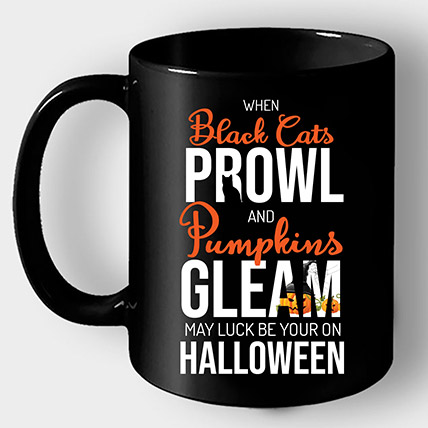 WHEN
Black Cats
PROWL
AND
Pumpkins
GLEAM
MAY LUCK BE YOUR ON
HALLOWEEN